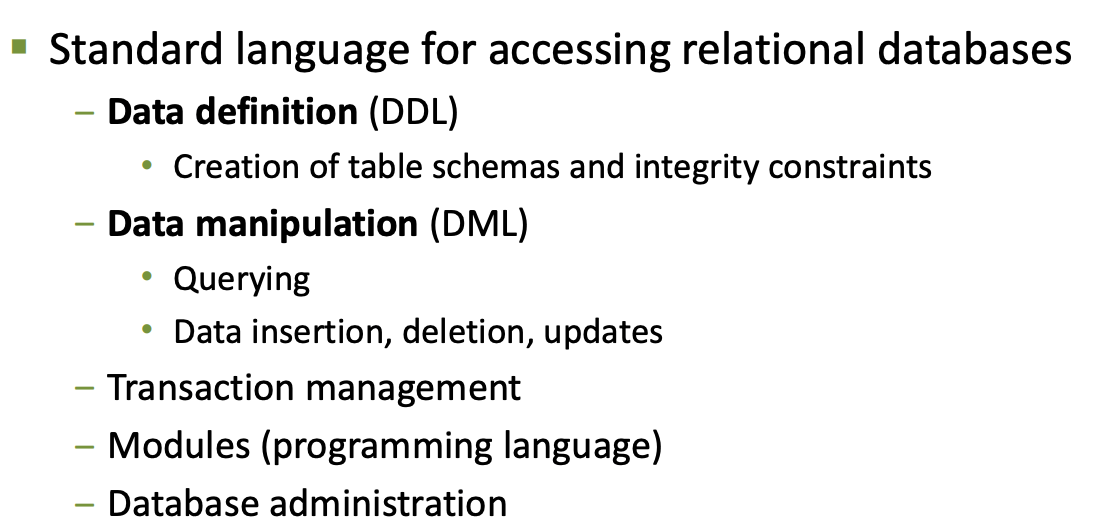 ▪ Standard language for accessing relational databases
– Data definition (DDL)
• Creation of table schemas and integrity constraints
– Data manipulation (DML)
• Querying
• Data insertion, deletion, updates
– Transaction management
– Modules (programming language)
– Database administration